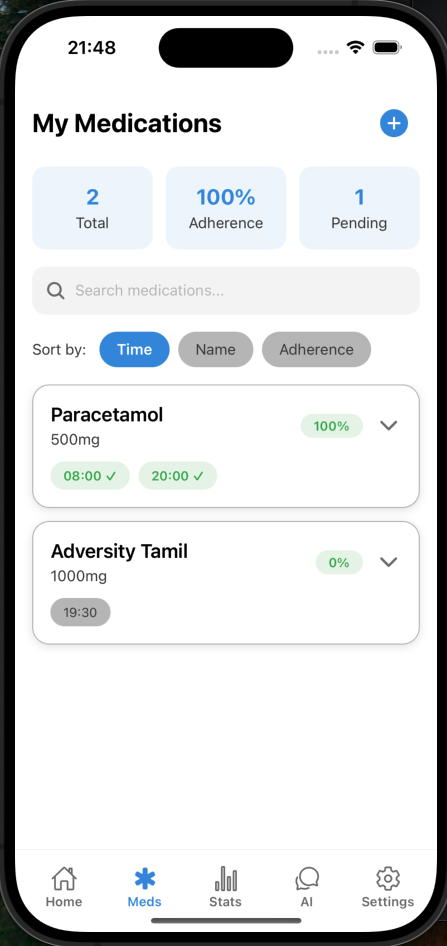 21:48
My Medications
2
Total
100%
Adherence
1
Pending
Search medications...
Sort by: Time Name Adherence
Paracetamol
500mg
100%
08:00 ✓ 20:00 ✓
Adversity Tamil
1000mg
0%
19:30
Home Meds Stats AI Settings